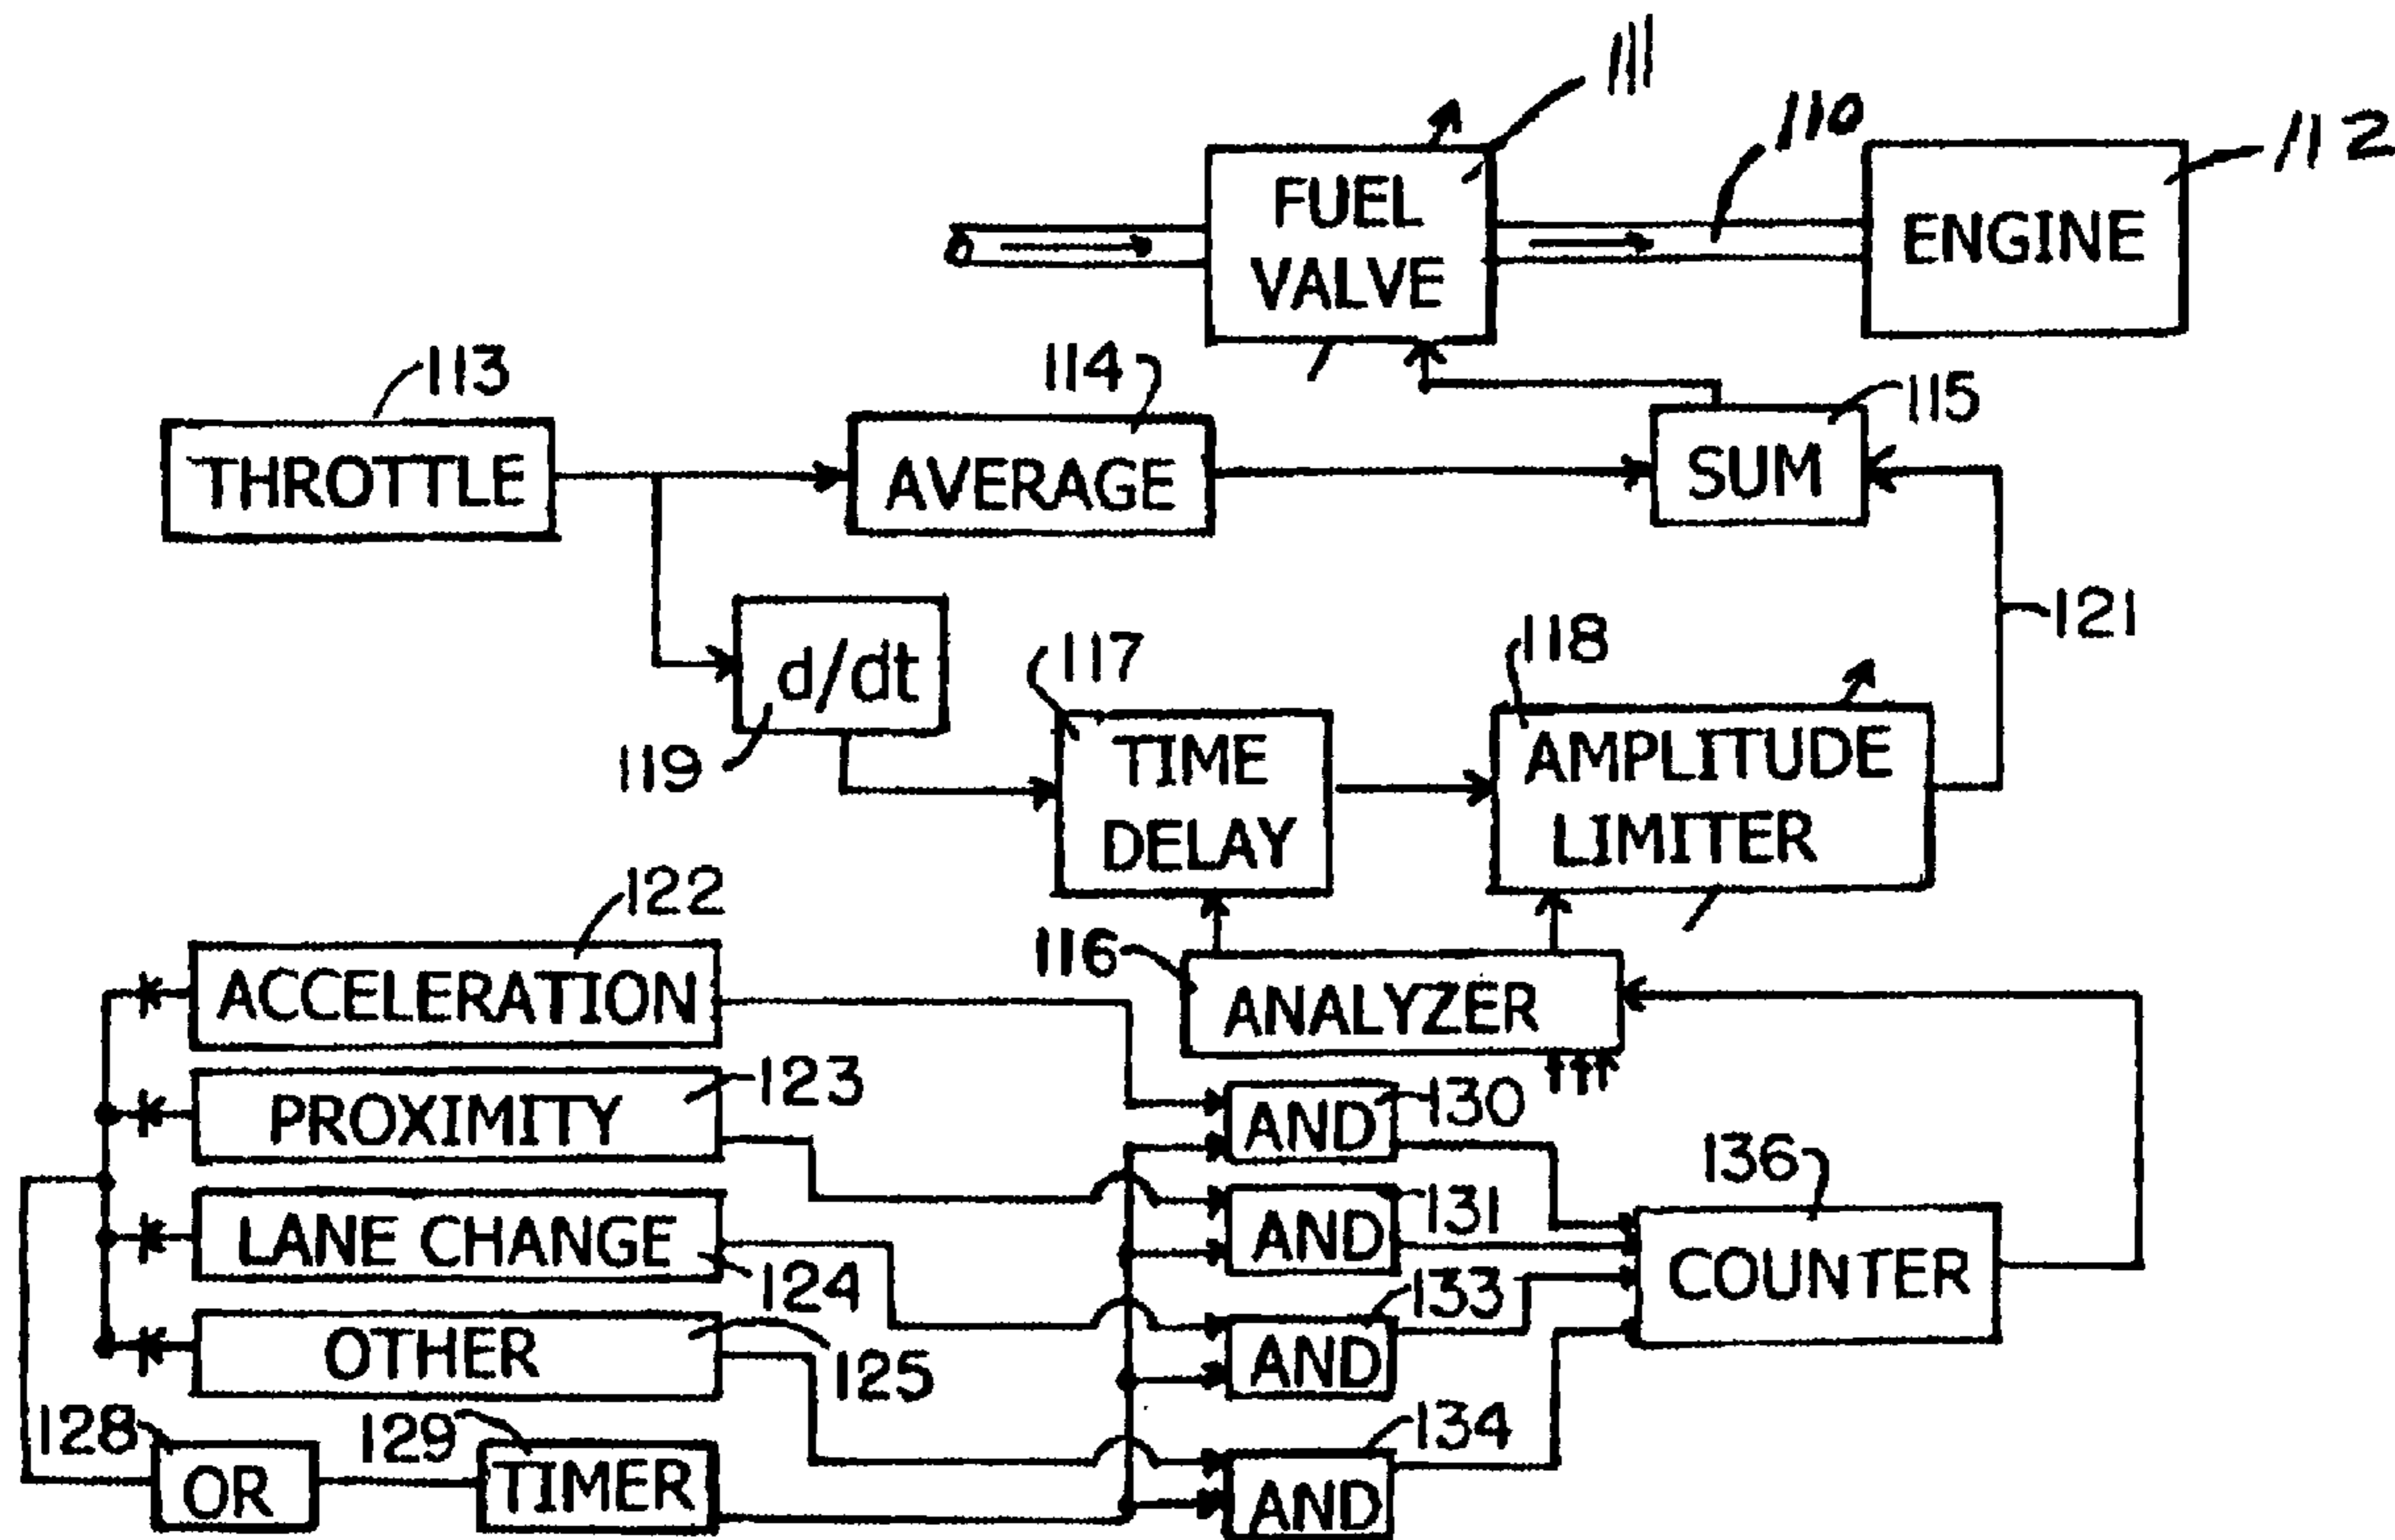 111
110
112
FUEL
VALVE
ENGINE
113
114
115
THROTTLE
AVERAGE
SUM
d/dt
119
117
118
121
TIME
DELAY
AMPLITUDE
LIMITER
122
116
ACCELERATION
ANALYZER
PROXIMITY
123
AND
130
136
LANE CHANGE
124
AND
131
COUNTER
OTHER
125
AND
133
128
129
134
OR
TIMER
AND